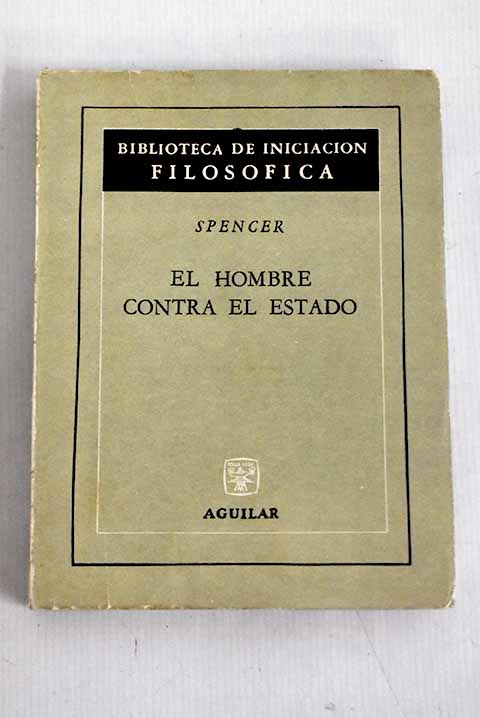 BIBLIOTECA DE INICIACION
FILOSOFICA
SPENCER
EL HOMBRE
CONTRA EL ESTADO
AGUILAR